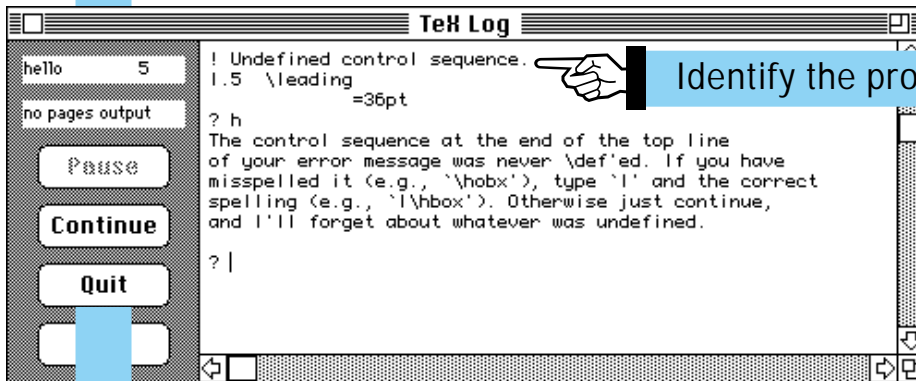 TeX Log
hello 5
no pages output
Pause
Continue
Quit
! Undefined control sequence.
l.5 \leading
=36pt
? h
The control sequence at the end of the top line
of your error message was never \def'ed. If you have
misspelled it (e.g., `\hobx'), type `I' and the correct
spelling (e.g., `I\hbox'). Otherwise just continue,
and I'll forget about whatever was undefined.
? |
Identify the pro